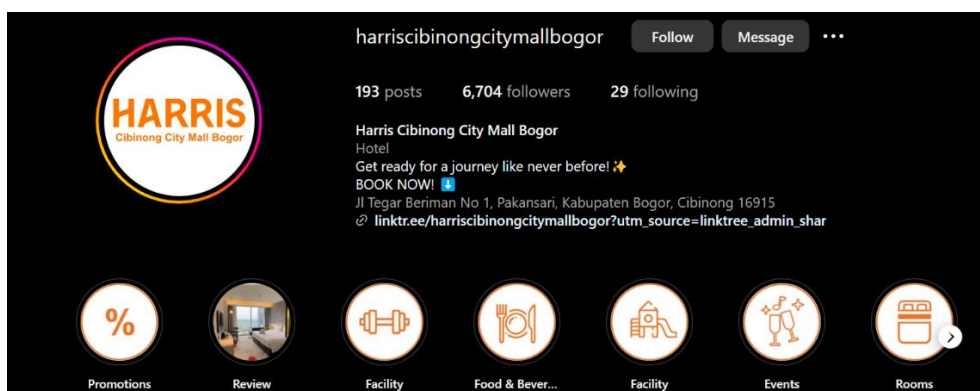 harriscibinongcitymallbogor Follow Message •••
193 posts 6,704 followers 29 following
HARRIS
Cibinong City Mall Bogor
Harris Cibinong City Mall Bogor
Hotel
Get ready for a journey like never before!✨
BOOK NOW! ⬇️
Jl Tegar Beriman No 1, Pakansari, Kabupaten Bogor, Cibinong 16915
linktr.ee/harriscibinongcitymallbogor?utm_source=linktree_admin_shar
%
Promotions Review Facility Food & Bever... Facility Events Rooms